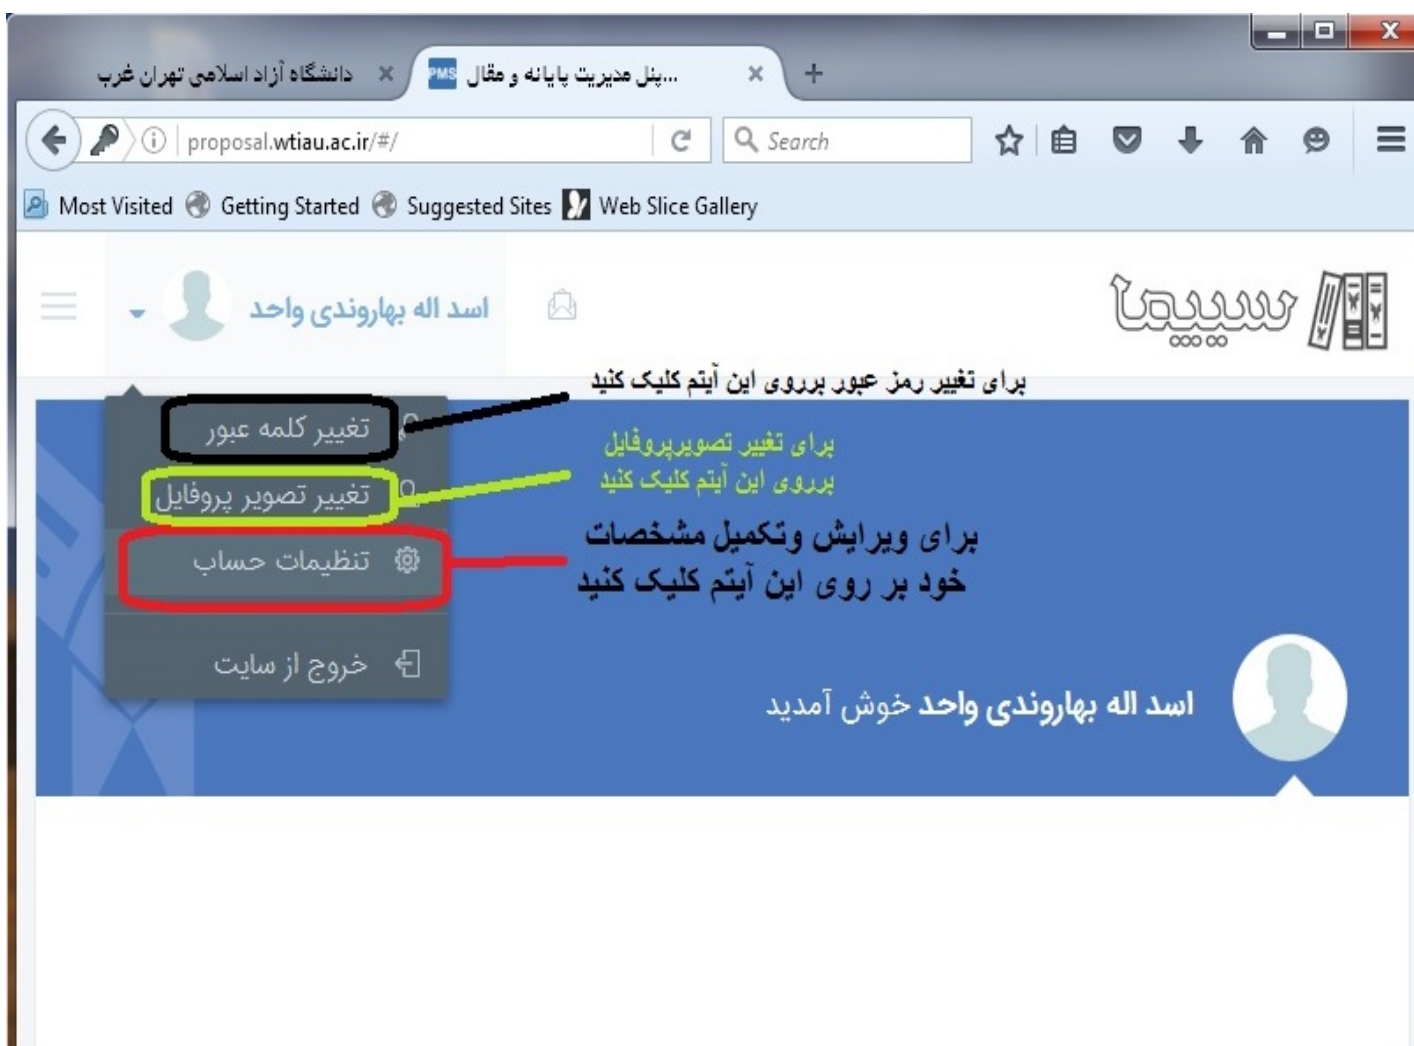 دانشگاه آزاد اسلامی تهران غرب
PMS پنل مدیریت پایانه و مقال...
proposal.wtiau.ac.ir/#/
Search
Most Visited Getting Started Suggested Sites Web Slice Gallery
اسد اله بهاروندی واحد
سیپما
برای تغییر رمز عبور برروی این آیتم کلیک کنید
تغییر کلمه عبور
برای تغییر تصویرپروفایل
برروی این آیتم کلیک کنید
تغییر تصویر پروفایل
برای ویرایش وتکمیل مشخصات
خود بر روی این آیتم کلیک کنید
تنظیمات حساب
خروج از سایت
اسد اله بهاروندی واحد خوش آمدید